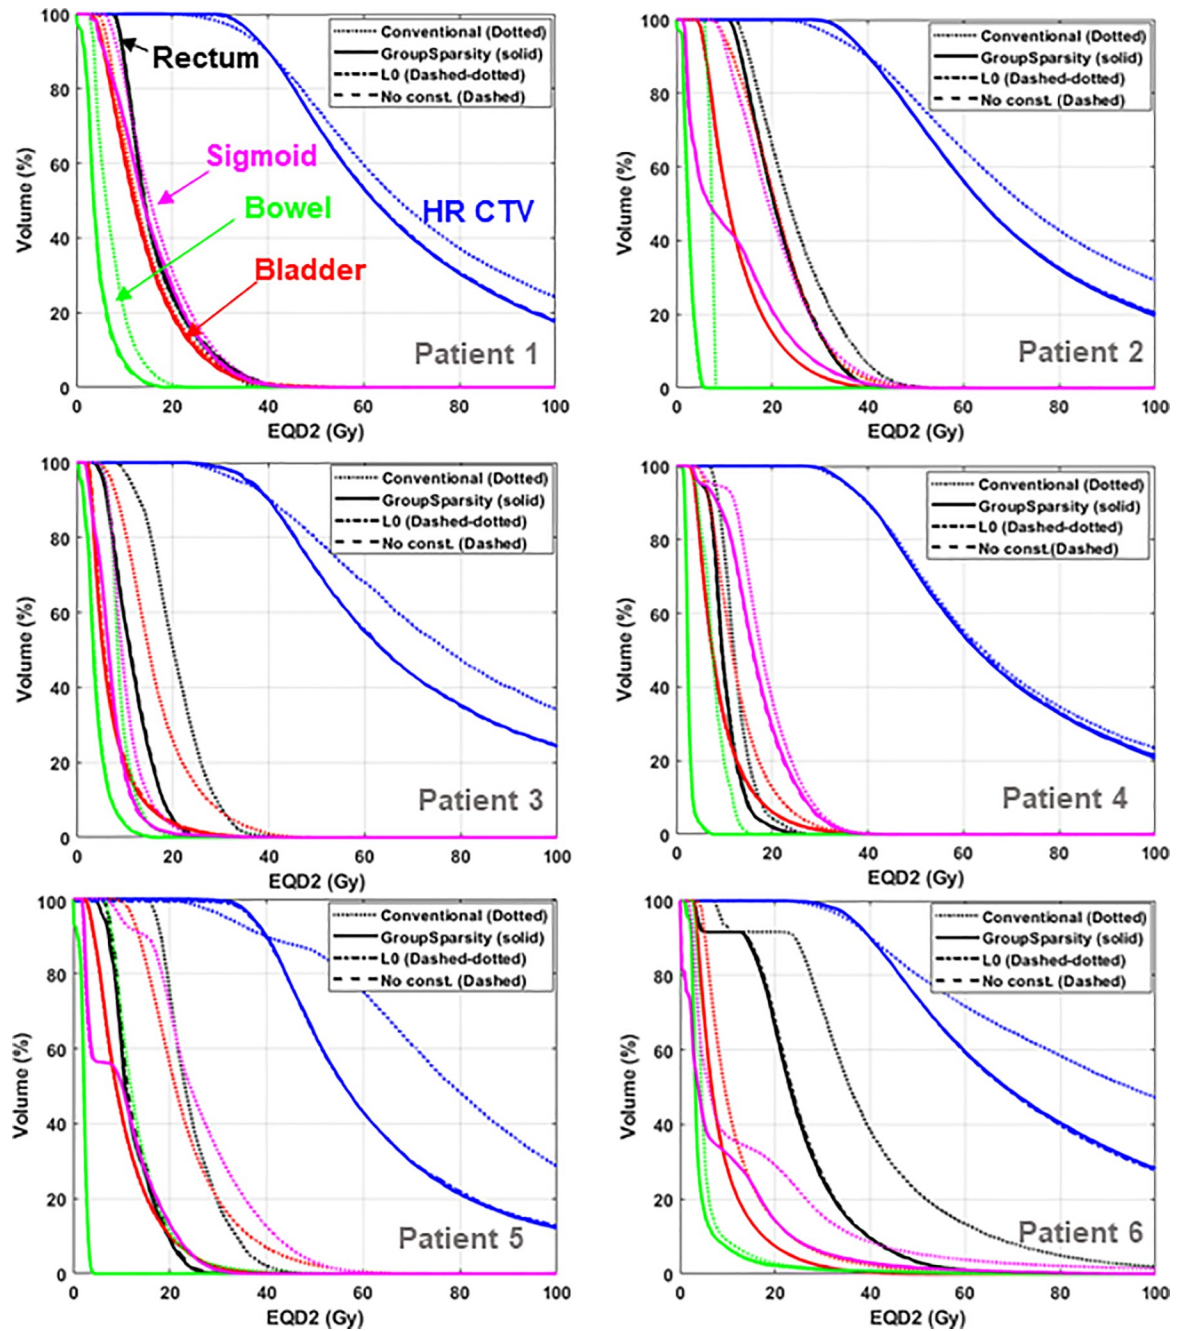 100
80
60
40
20
0
Volume (%)
Conventional (Dotted)
GroupSparsity (solid)
L0 (Dashed-dotted)
No const. (Dashed)
Rectum
Sigmoid
Bowel
HR CTV
Bladder
Patient 1
0 20 40 60 80 100
EQD2 (Gy)
100
80
60
40
20
0
Volume (%)
Conventional (Dotted)
GroupSparsity (solid)
L0 (Dashed-dotted)
No const. (Dashed)
Patient 2
0 20 40 60 80 100
EQD2 (Gy)
100
80
60
40
20
0
Volume (%)
Conventional (Dotted)
GroupSparsity (solid)
L0 (Dashed-dotted)
No const. (Dashed)
Patient 3
0 20 40 60 80 100
EQD2 (Gy)
100
80
60
40
20
0
Volume (%)
Conventional (Dotted)
GroupSparsity (solid)
L0 (Dashed-dotted)
No const.(Dashed)
Patient 4
0 20 40 60 80 100
EQD2 (Gy)
100
80
60
40
20
0
Volume (%)
Conventional (Dotted)
GroupSparsity (solid)
L0 (Dashed-dotted)
No const. (Dashed)
Patient 5
0 20 40 60 80 100
EQD2 (Gy)
100
80
60
40
20
0
Volume (%)
Conventional (Dotted)
GroupSparsity (solid)
L0 (Dashed-dotted)
No const. (Dashed)
Patient 6
0 20 40 60 80 100
EQD2 (Gy)